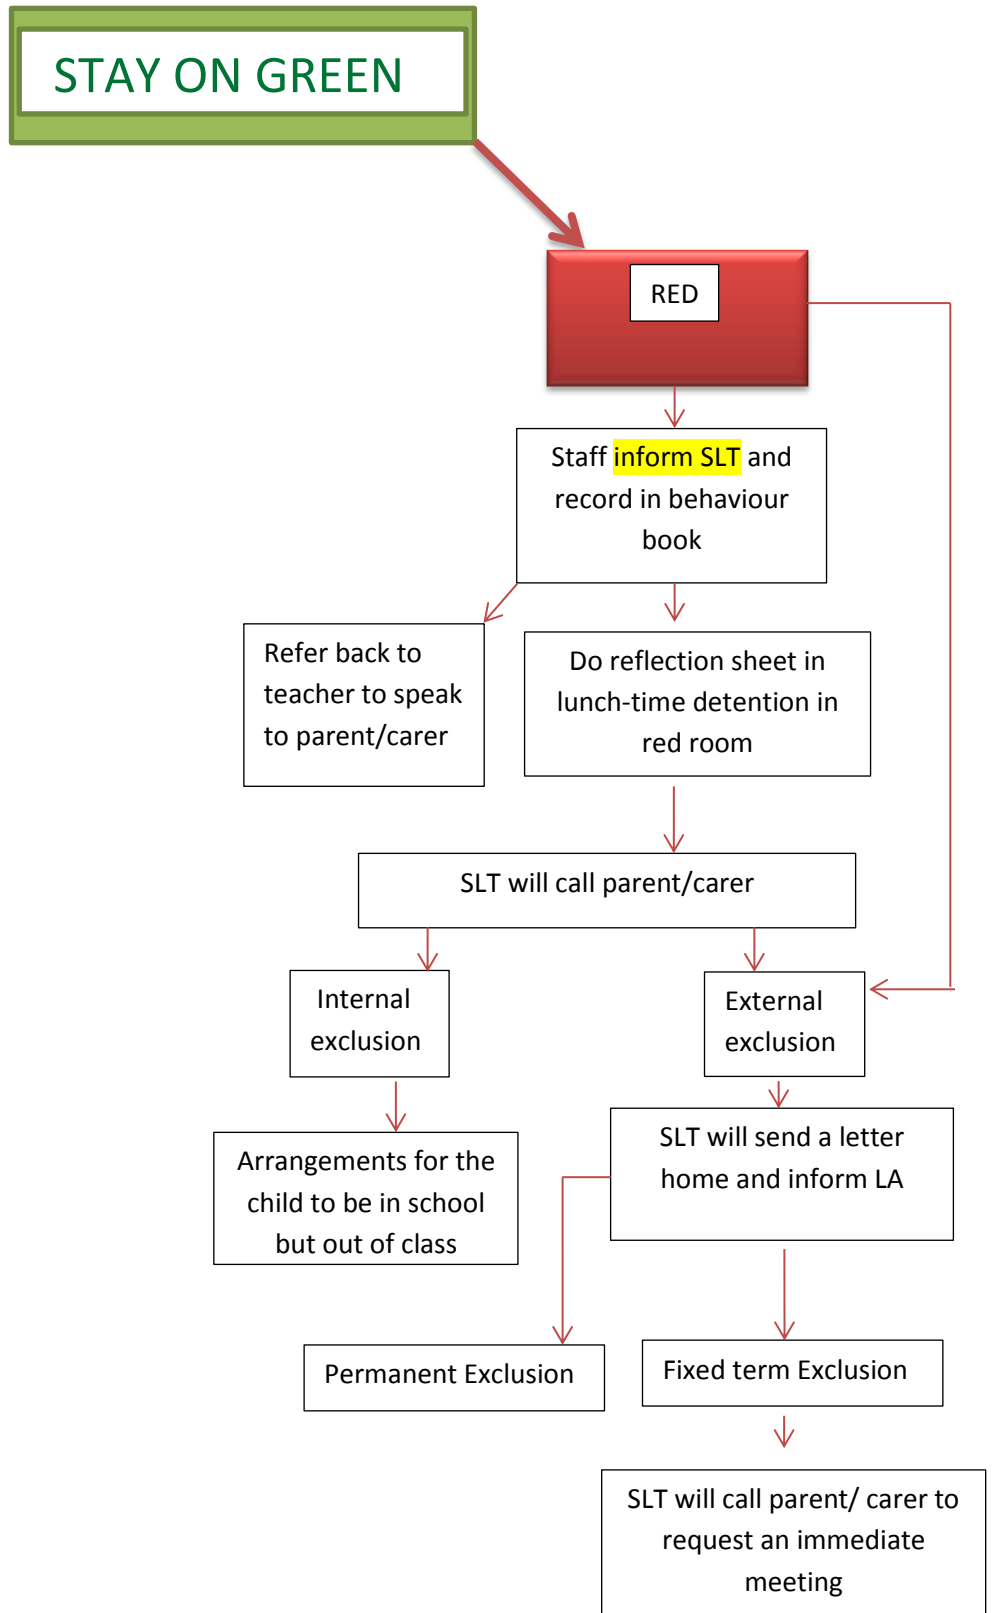 STAY ON GREEN
RED
Staff inform SLT and
record in behaviour
book
Refer back to
teacher to speak
to parent/carer
Do reflection sheet in
lunch-time detention in
red room
SLT will call parent/carer
Internal
exclusion
External
exclusion
Arrangements for the
child to be in school
but out of class
SLT will send a letter
home and inform LA
Permanent Exclusion
Fixed term Exclusion
SLT will call parent/ carer to
request an immediate
meeting